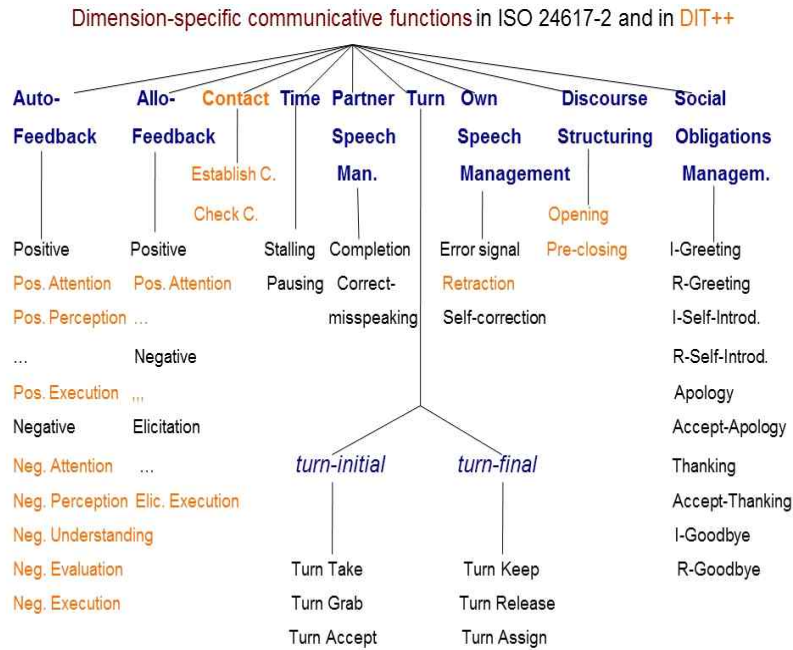 Dimension-specific communicative functions in ISO 24617-2 and in DIT++
Auto-
Feedback
Positive
Pos. Attention
Pos. Perception
...
Pos. Execution
Negative
Neg. Attention
Neg. Perception
Neg. Understanding
Neg. Evaluation
Neg. Execution
Allo-
Feedback
Positive
Pos. Attention
...
Negative
,,,
Elicitation
...
Elic. Execution
Contact
Establish C.
Check C.
Time
Stalling
Pausing
Partner
Speech
Man.
Completion
Correct-
misspeaking
Turn
turn-initial
Turn Take
Turn Grab
Turn Accept
turn-final
Turn Keep
Turn Release
Turn Assign
Own
Speech
Management
Error signal
Retraction
Self-correction
Discourse
Structuring
Opening
Pre-closing
Social
Obligations
Managem.
I-Greeting
R-Greeting
I-Self-Introd.
R-Self-Introd.
Apology
Accept-Apology
Thanking
Accept-Thanking
I-Goodbye
R-Goodbye